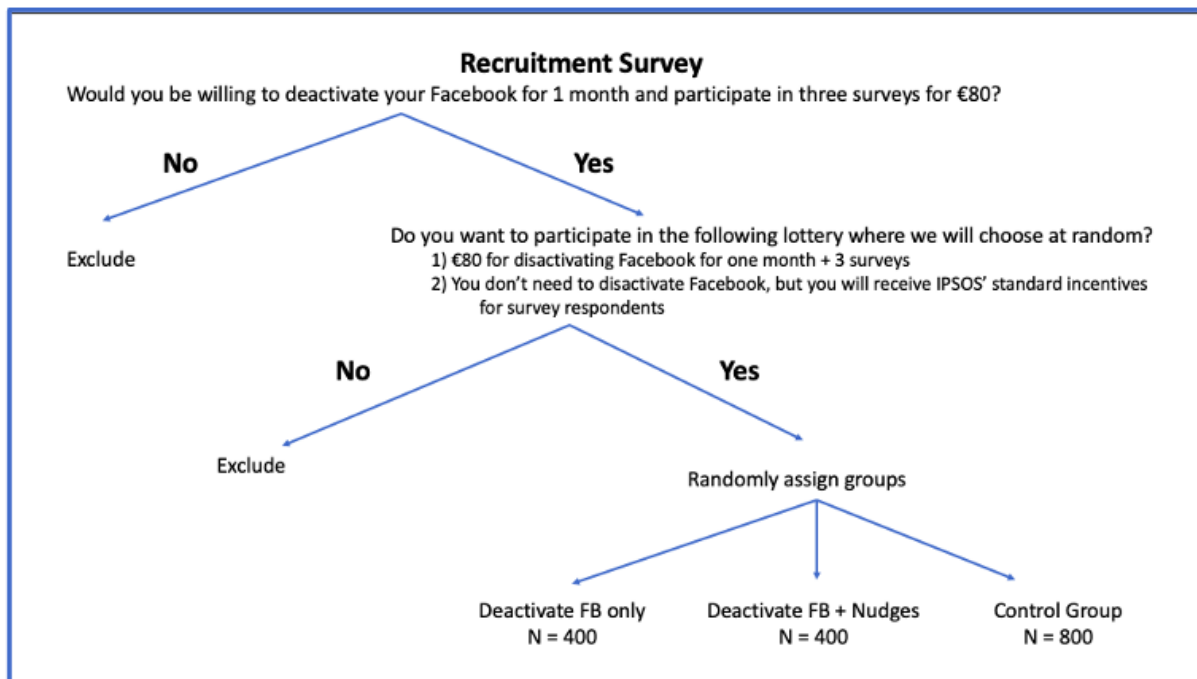 Recruitment Survey
Would you be willing to deactivate your Facebook for 1 month and participate in three surveys for €80?
No
Yes
Exclude
Do you want to participate in the following lottery where we will choose at random?
1) €80 for disactivating Facebook for one month + 3 surveys
2) You don't need to disactivate Facebook, but you will receive IPSOS' standard incentives
for survey respondents
No
Yes
Exclude
Randomly assign groups
Deactivate FB only
N = 400
Deactivate FB + Nudges
N = 400
Control Group
N = 800